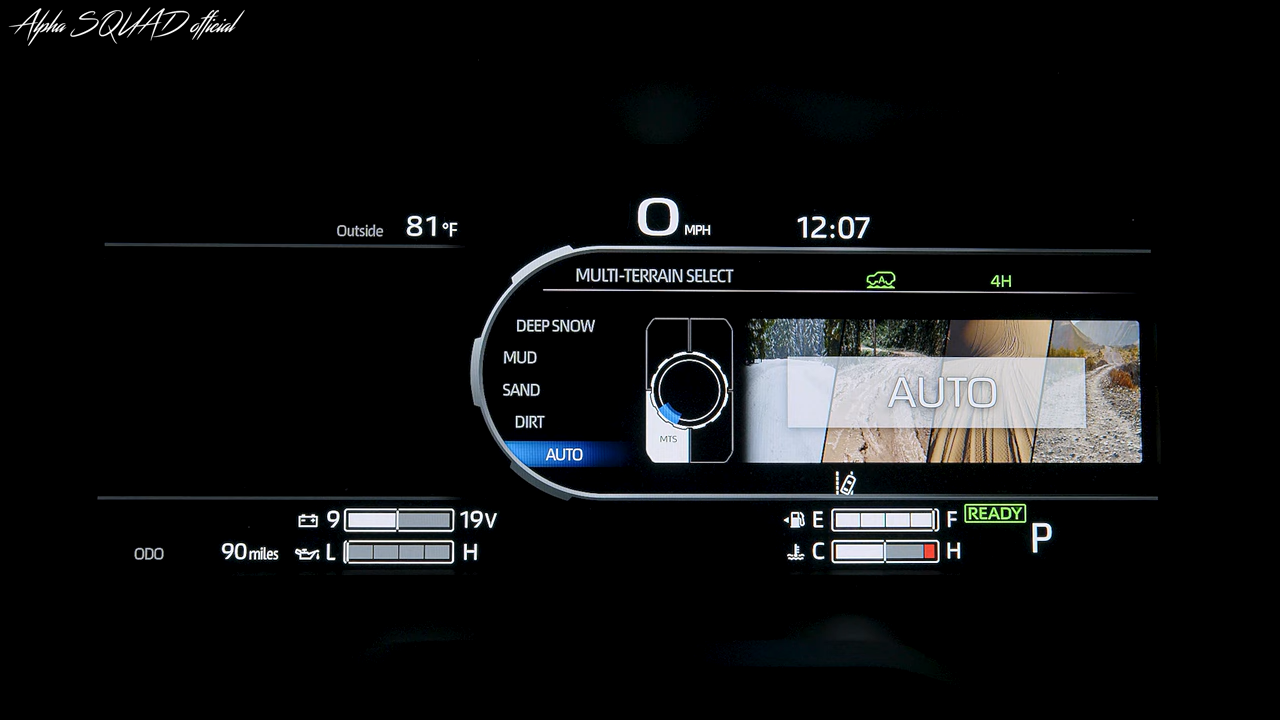 Alpha SQUAD official
Outside 81°F
0 MPH
12:07
MULTI-TERRAIN SELECT
A
4H
DEEP SNOW
MUD
SAND
DIRT
AUTO
MTS
AUTO
9 19V
E F
READY
P
ODO 90 miles
L H
C H